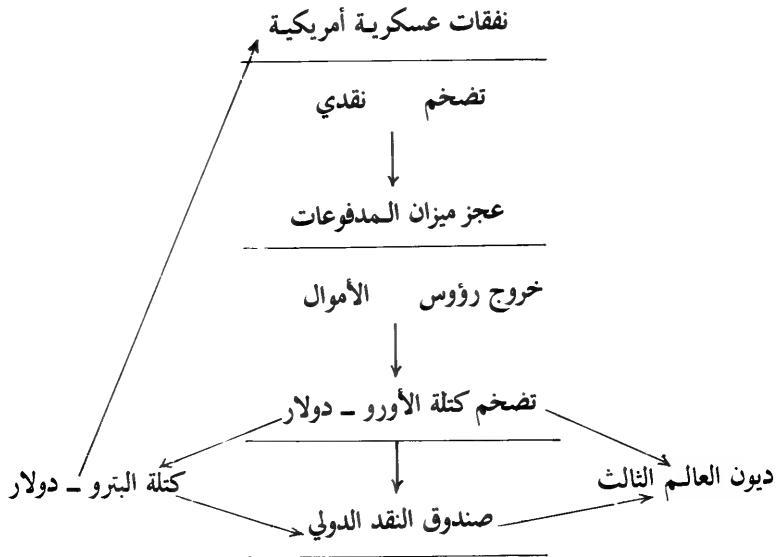 نفقات عسكرية أمريكية
تضخم نقدي
عجز ميزان المدفوعات
خروج رؤوس الأموال
تضخم كتلة الأورو - دولار
ديون العالم الثالث
كتلة البترو - دولار
صندوق النقد الدولي